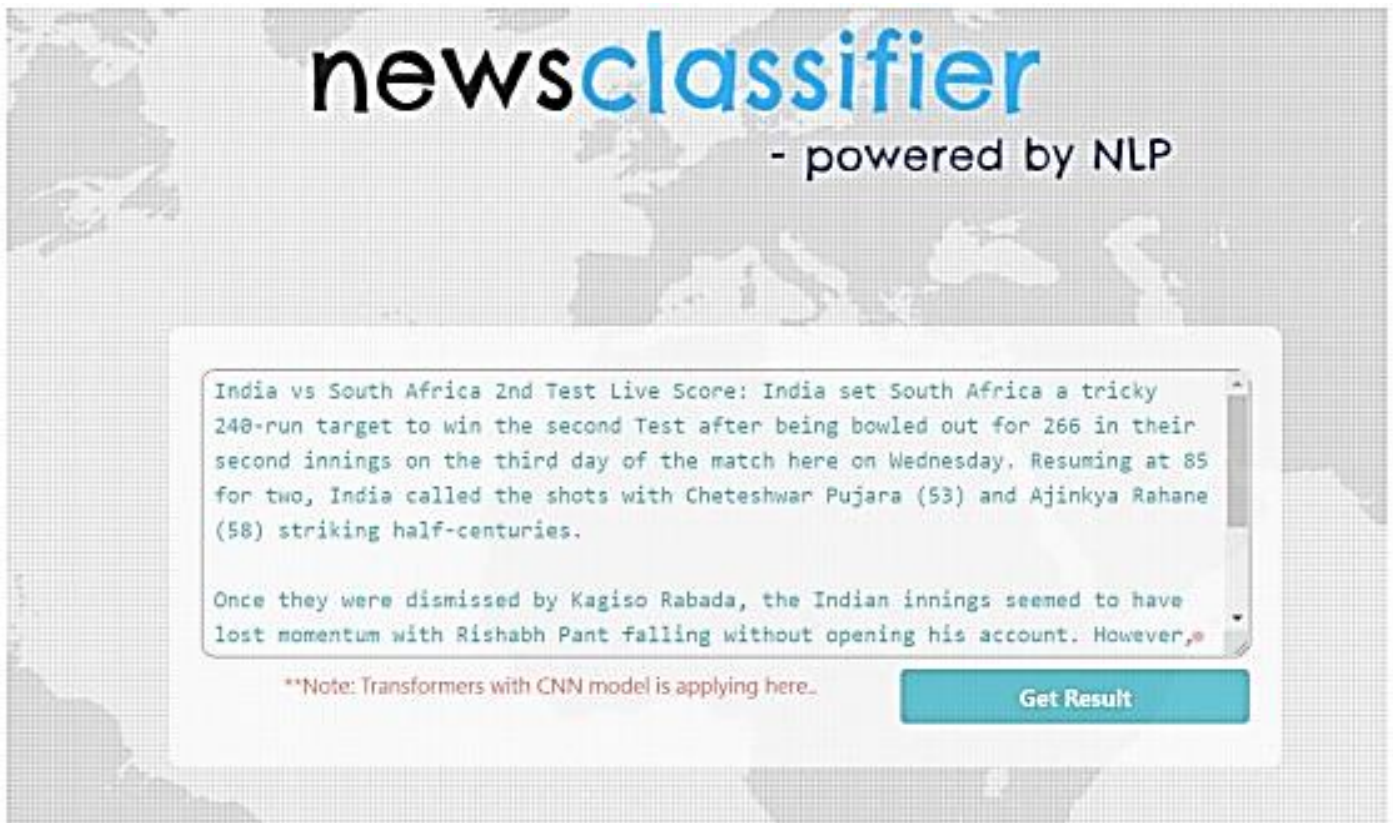 newsclassifier
- powered by NLP
India vs South Africa 2nd Test Live Score: India set South Africa a tricky
240-run target to win the second Test after being bowled out for 266 in their
second innings on the third day of the match here on Wednesday. Resuming at 85
for two, India called the shots with Cheteshwar Pujara (53) and Ajinkya Rahane
(58) striking half-centuries.
Once they were dismissed by Kagiso Rabada, the Indian innings seemed to have
lost momentum with Rishabh Pant falling without opening his account. However,
**Note: Transformers with CNN model is applying here..
Get Result